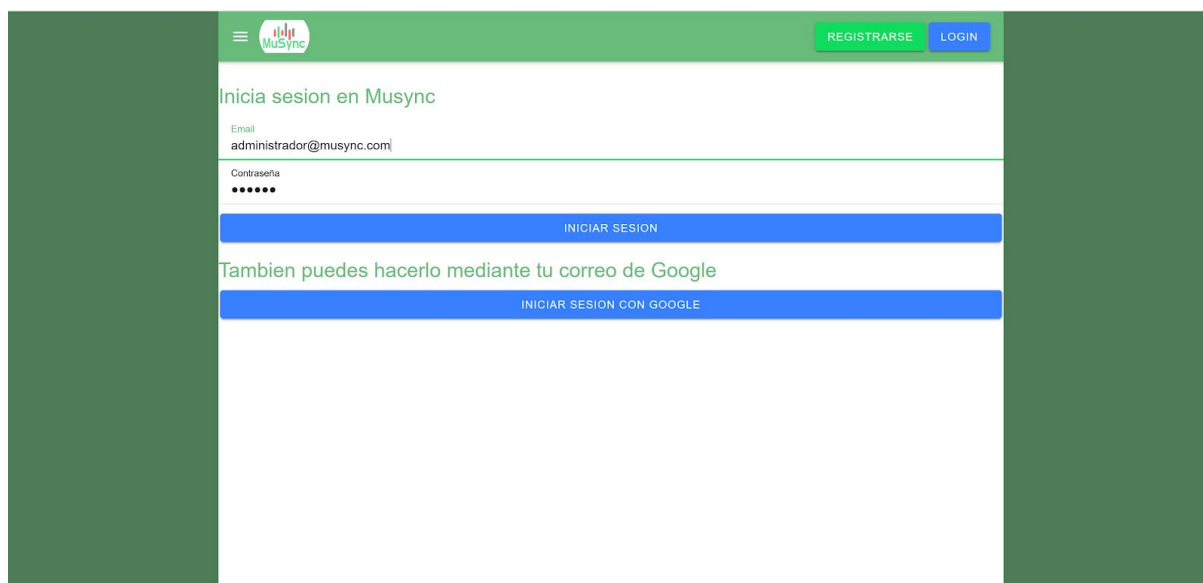 MuSync
REGISTRARSE
LOGIN
Inicia sesion en Musync
Email
administrador@musync.com
Contraseña
••••••
INICIAR SESION
Tambien puedes hacerlo mediante tu correo de Google
INICIAR SESION CON GOOGLE